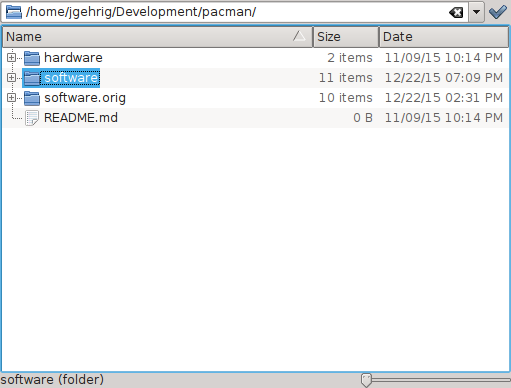 /home/jgehrig/Development/pacman/
Name Size Date
hardware 2 items 11/09/15 10:14 PM
software 11 items 12/22/15 07:09 PM
software.orig 10 items 12/22/15 02:31 PM
README.md 0 B 11/09/15 10:14 PM
software (folder)